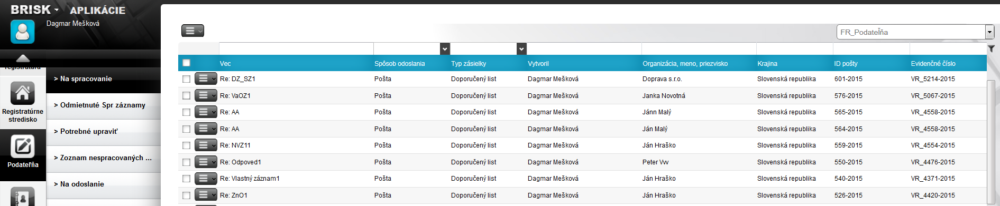 BRISK APLIKÁCIE
Dagmar Mešková
FR_Podateľňa
Vec Spôsob odoslania Typ zásielky Vytvoril Organizácia, meno, priezvisko Krajina ID pošty Evidenčné číslo
Re: DZ_SZ1 Pošta Doporučený list Dagmar Mešková Doprava s.r.o. Slovenská republika 601-2015 VR_5214-2015
Re: VaOZ1 Pošta Doporučený list Dagmar Mešková Janka Novotná Slovenská republika 576-2015 VR_5067-2015
Re: AA Pošta Doporučený list Dagmar Mešková Jánn Malý Slovenská republika 565-2015 VR_4558-2015
Re: AA Pošta Doporučený list Dagmar Mešková Ján Malý Slovenská republika 564-2015 VR_4558-2015
Re: NVZ11 Pošta Doporučený list Dagmar Mešková Ján Hraško Slovenská republika 559-2015 VR_4554-2015
Re: Odpoved1 Pošta Doporučený list Dagmar Mešková Peter Vvv Slovenská republika 550-2015 VR_4476-2015
Re: Vlastný záznam1 Pošta Doporučený list Dagmar Mešková Ján Hraško Slovenská republika 540-2015 VR_4371-2015
Re: ZnO1 Pošta Doporučený list Dagmar Mešková Ján Hraško Slovenská republika 526-2015 VR_4420-2015
registratúra
Registratúrne
stredisko
Podateľňa
> Na spracovanie
> Odmietnuté Spr záznamy
> Potrebné upraviť
> Zoznam nespracovaných ...
> Na odoslanie